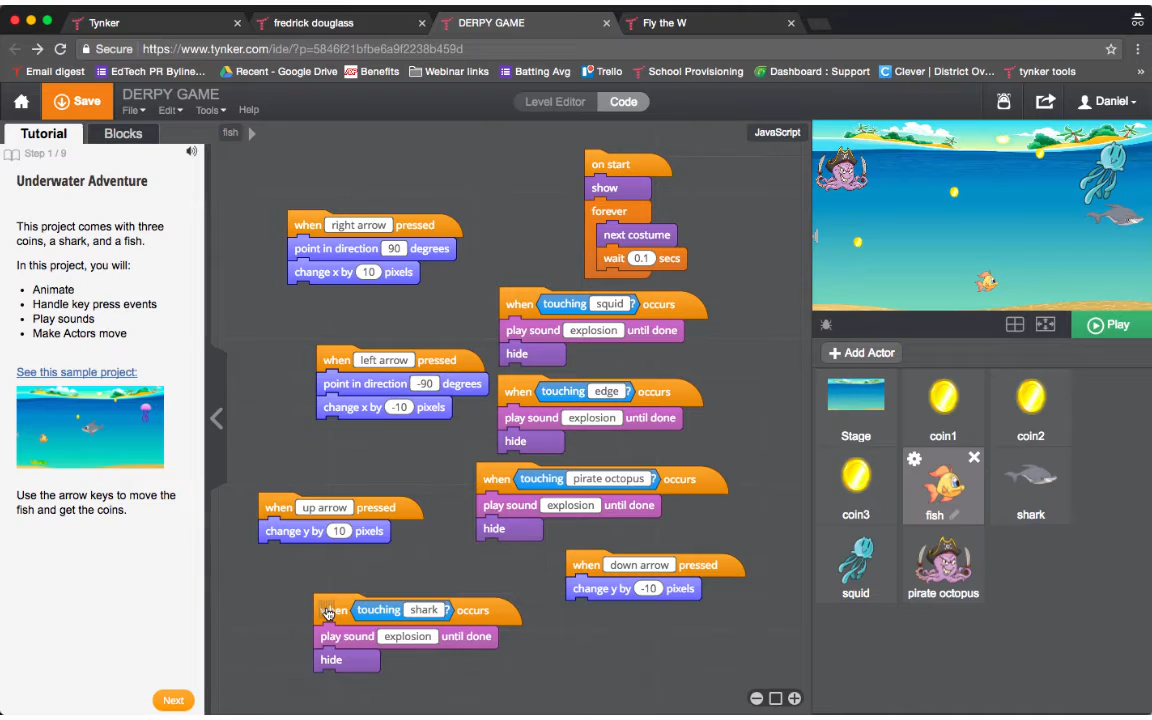 Tynker
fredrick douglass
DERPY GAME
Fly the W
Secure
https://www.tynker.com/ide/?p=5846f21bfbe6a9f2238b459d
Email digest
EdTech PR Byline...
Recent - Google Drive
Benefits
Webinar links
Batting Avg
Trello
School Provisioning
Dashboard : Support
Clever | District Ov...
tynker tools
»
Save
DERPY GAME
File
Edit
Tools
Help
Level Editor
Code
Daniel
Tutorial
Blocks
fish
JavaScript
Step 1 / 9
Underwater Adventure
This project comes with three
coins, a shark, and a fish.
In this project, you will:
• Animate
• Handle key press events
• Play sounds
• Make Actors move
See this sample project:
Use the arrow keys to move the
fish and get the coins.
Next
on start
show
forever
next costume
wait 0.1 secs
when right arrow pressed
point in direction 90 degrees
change x by 10 pixels
when touching squid ? occurs
play sound explosion until done
hide
when left arrow pressed
point in direction -90 degrees
change x by -10 pixels
when touching edge ? occurs
play sound explosion until done
hide
when touching pirate octopus ? occurs
play sound explosion until done
hide
when up arrow pressed
change y by 10 pixels
when down arrow pressed
change y by -10 pixels
when touching shark ? occurs
play sound explosion until done
hide
Play
+ Add Actor
Stage
coin1
coin2
coin3
fish
shark
squid
pirate octopus